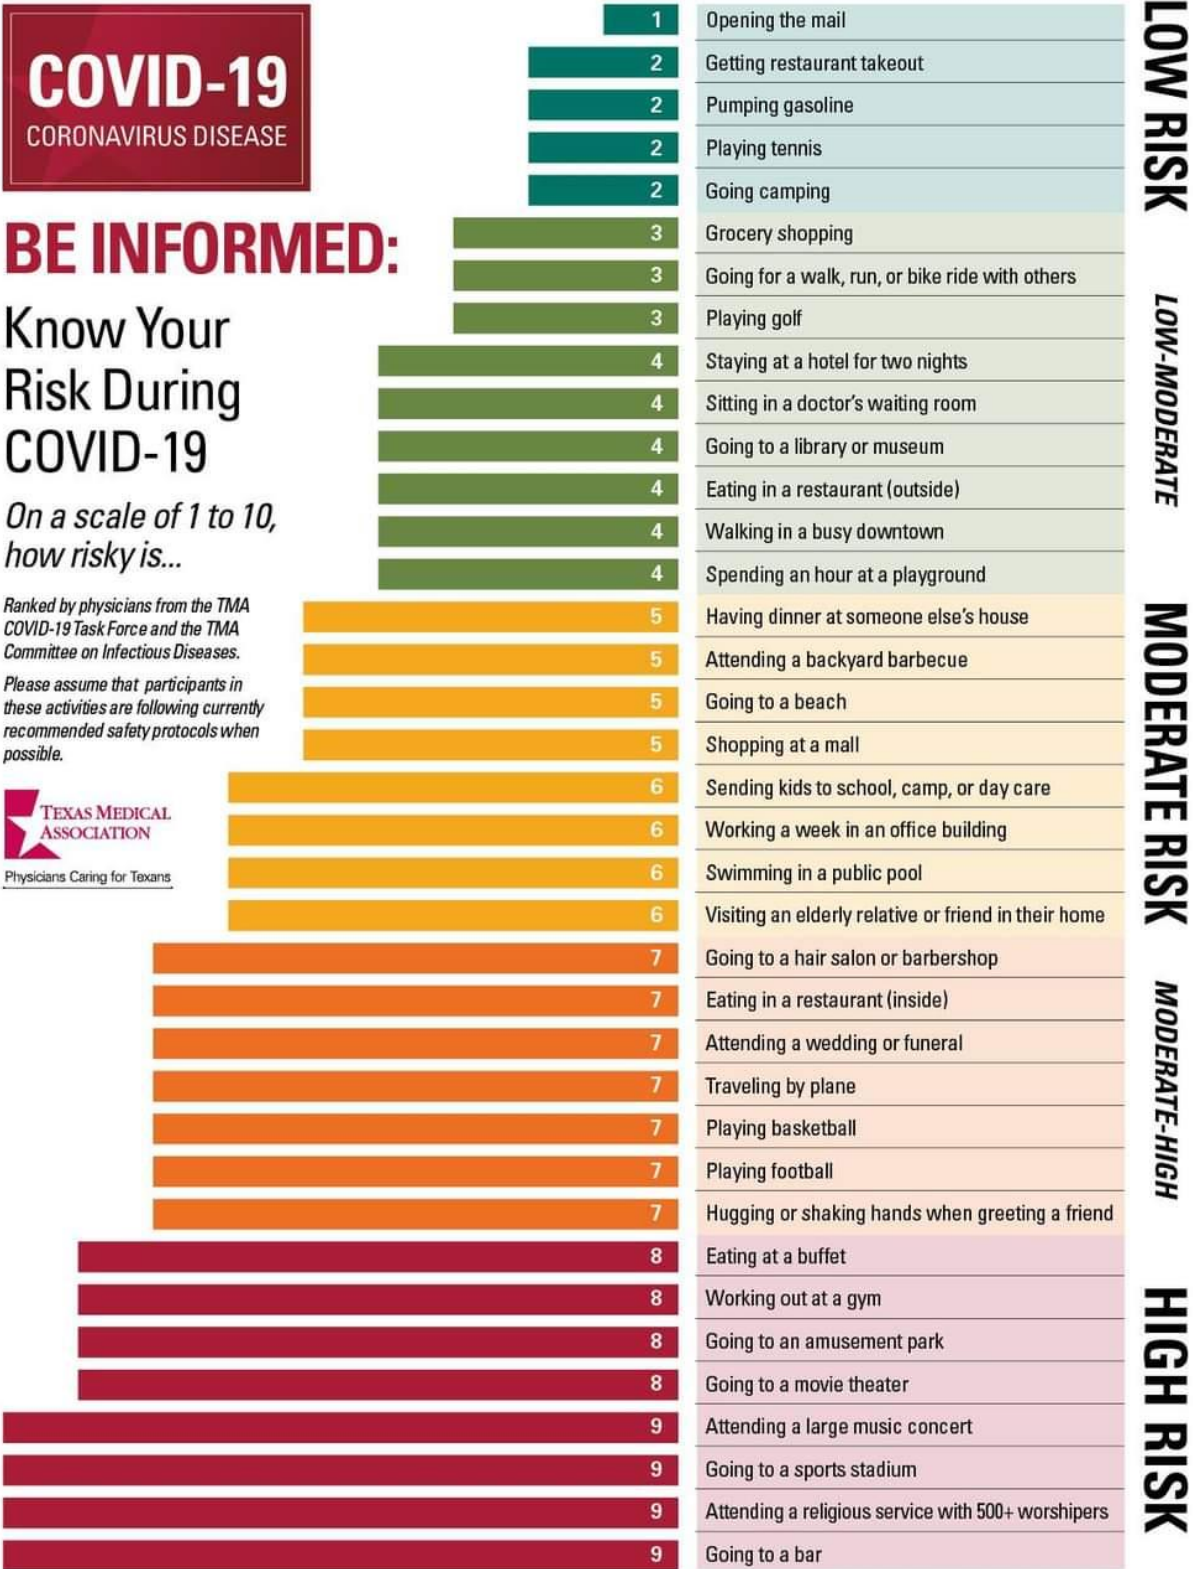 COVID-19
CORONAVIRUS DISEASE
BE INFORMED:
Know Your
Risk During
COVID-19
On a scale of 1 to 10,
how risky is...
Ranked by physicians from the TMA
COVID-19 Task Force and the TMA
Committee on Infectious Diseases.
Please assume that participants in
these activities are following currently
recommended safety protocols when
possible.
TEXAS MEDICAL
ASSOCIATION
Physicians Caring for Texans
LOW RISK
1 Opening the mail
2 Getting restaurant takeout
2 Pumping gasoline
2 Playing tennis
2 Going camping
LOW-MODERATE
3 Grocery shopping
3 Going for a walk, run, or bike ride with others
3 Playing golf
4 Staying at a hotel for two nights
4 Sitting in a doctor's waiting room
4 Going to a library or museum
4 Eating in a restaurant (outside)
4 Walking in a busy downtown
4 Spending an hour at a playground
MODERATE RISK
5 Having dinner at someone else's house
5 Attending a backyard barbecue
5 Going to a beach
5 Shopping at a mall
6 Sending kids to school, camp, or day care
6 Working a week in an office building
6 Swimming in a public pool
6 Visiting an elderly relative or friend in their home
MODERATE-HIGH
7 Going to a hair salon or barbershop
7 Eating in a restaurant (inside)
7 Attending a wedding or funeral
7 Traveling by plane
7 Playing basketball
7 Playing football
7 Hugging or shaking hands when greeting a friend
HIGH RISK
8 Eating at a buffet
8 Working out at a gym
8 Going to an amusement park
8 Going to a movie theater
9 Attending a large music concert
9 Going to a sports stadium
9 Attending a religious service with 500+ worshipers
9 Going to a bar